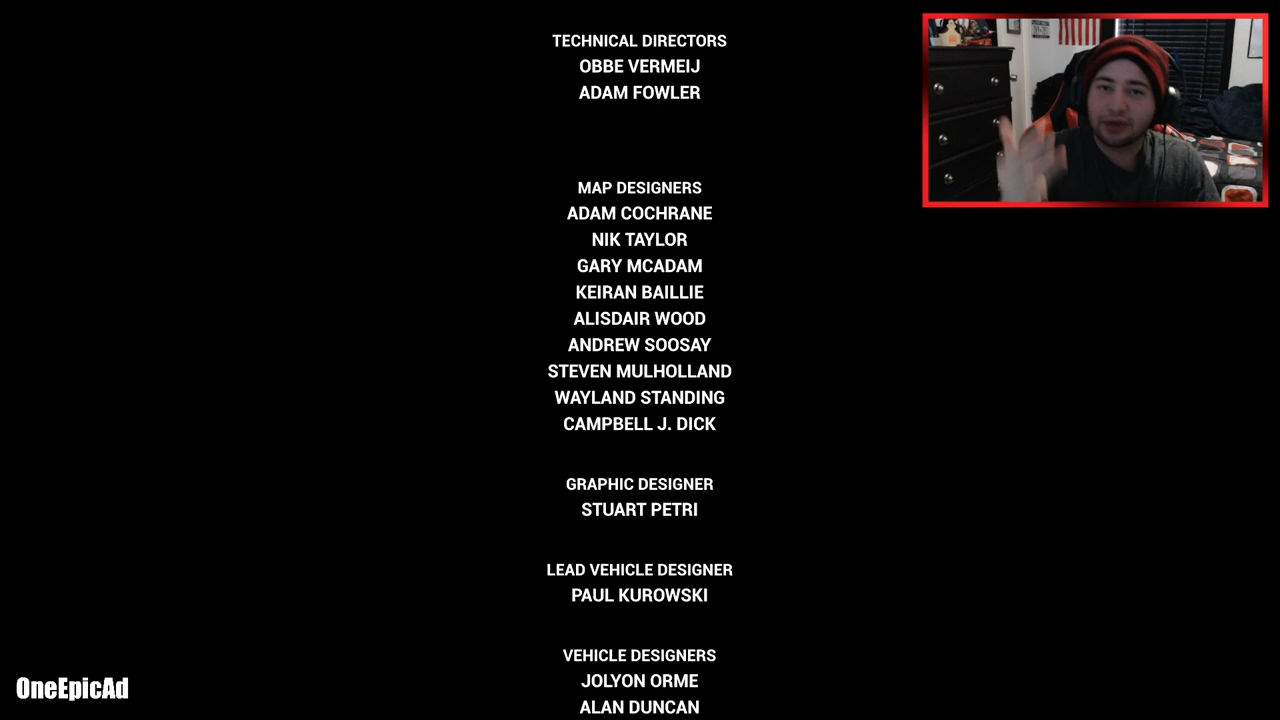 TECHNICAL DIRECTORS
OBBE VERMEIJ
ADAM FOWLER
MAP DESIGNERS
ADAM COCHRANE
NIK TAYLOR
GARY MCADAM
KEIRAN BAILLIE
ALISDAIR WOOD
ANDREW SOOSAY
STEVEN MULHOLLAND
WAYLAND STANDING
CAMPBELL J. DICK
GRAPHIC DESIGNER
STUART PETRI
LEAD VEHICLE DESIGNER
PAUL KUROWSKI
VEHICLE DESIGNERS
JOLYON ORME
ALAN DUNCAN
OneEpicAd